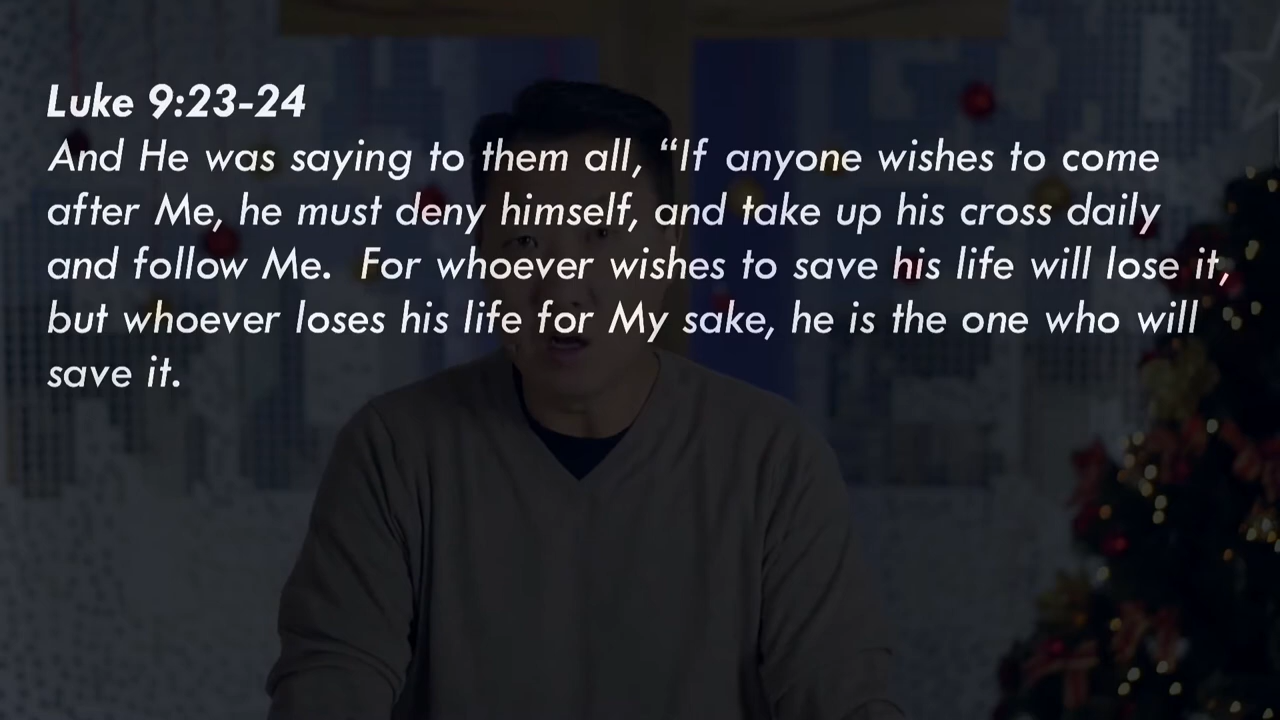 Luke 9:23-24
And He was saying to them all, “If anyone wishes to come
after Me, he must deny himself, and take up his cross daily
and follow Me.  For whoever wishes to save his life will lose it,
but whoever loses his life for My sake, he is the one who will
save it.